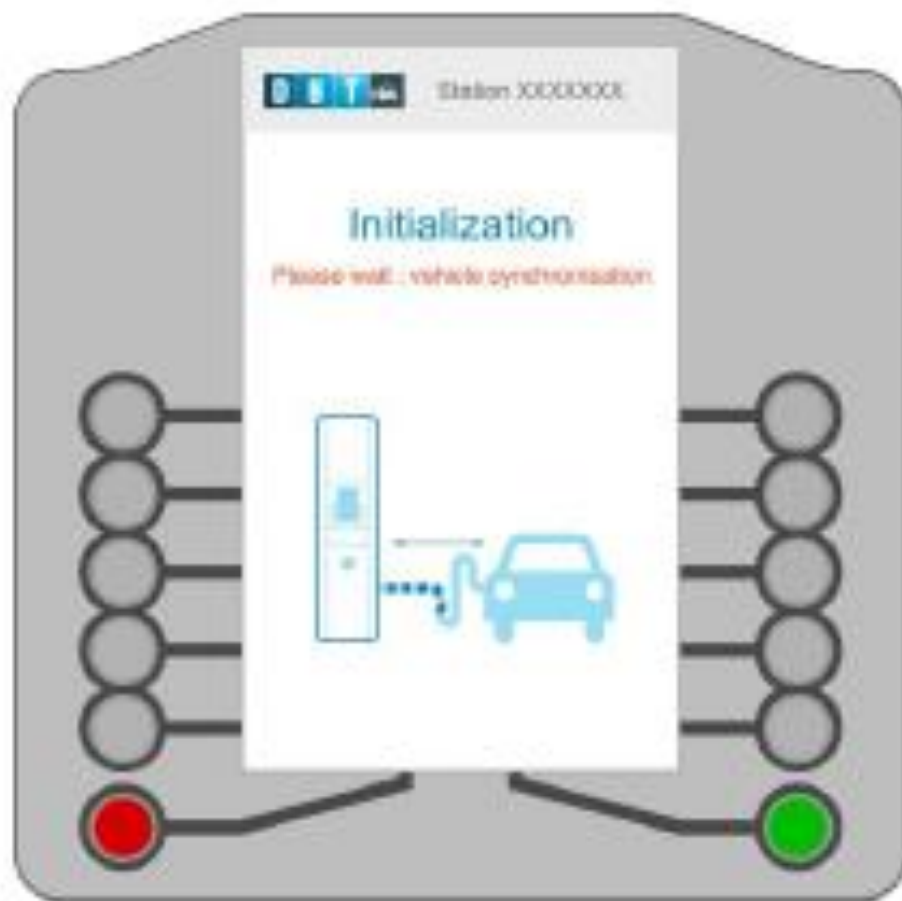 DBT
Station XXXXXXX
Initialization
Please wait : vehicle synchronisation